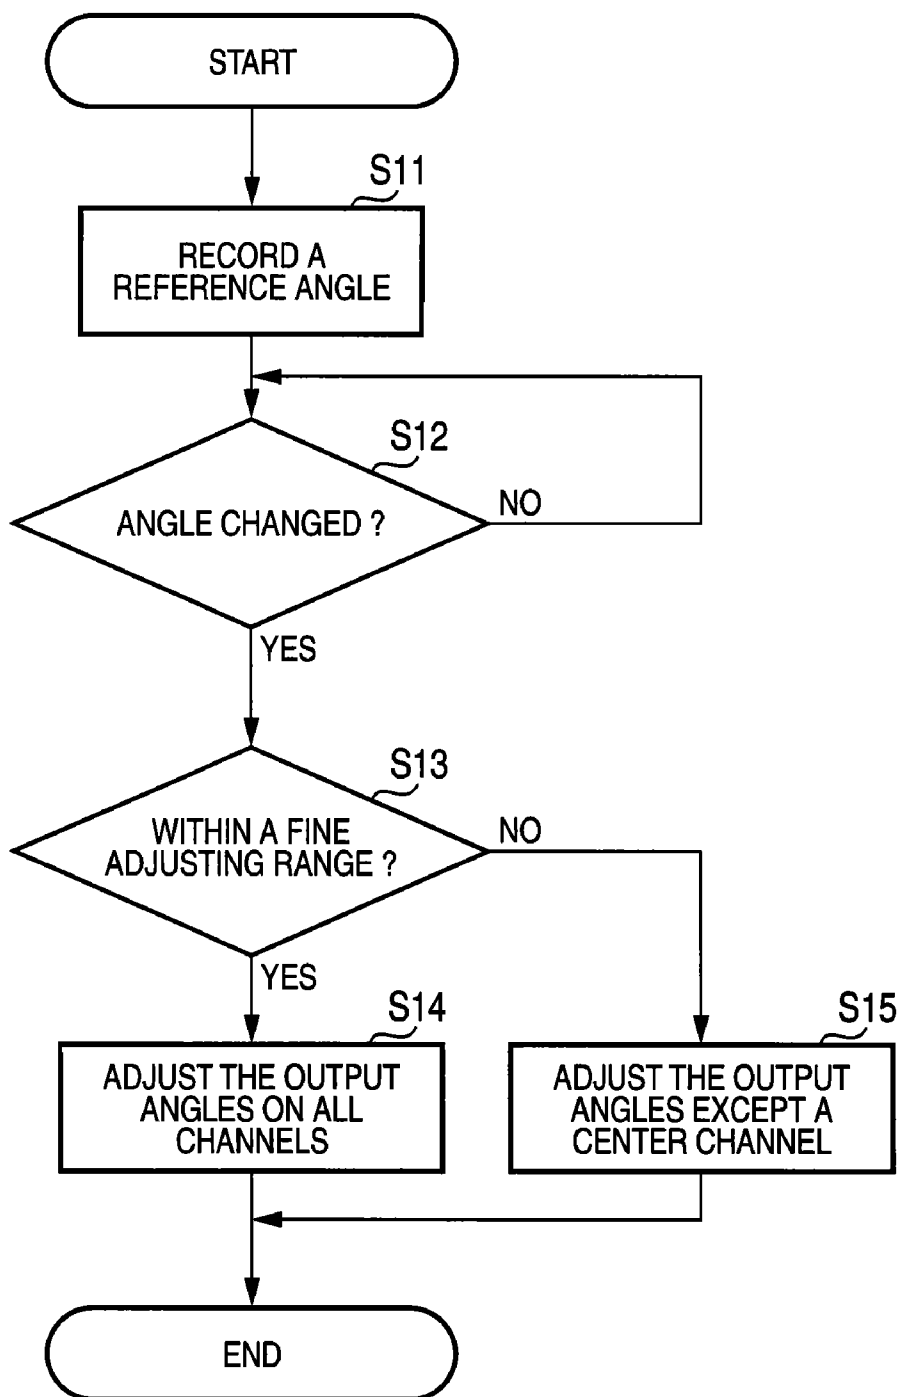 START
S11
RECORD A
REFERENCE ANGLE
S12
ANGLE CHANGED ?
NO
YES
S13
WITHIN A FINE
ADJUSTING RANGE ?
NO
YES
S14
ADJUST THE OUTPUT
ANGLES ON ALL
CHANNELS
S15
ADJUST THE OUTPUT
ANGLES EXCEPT A
CENTER CHANNEL
END